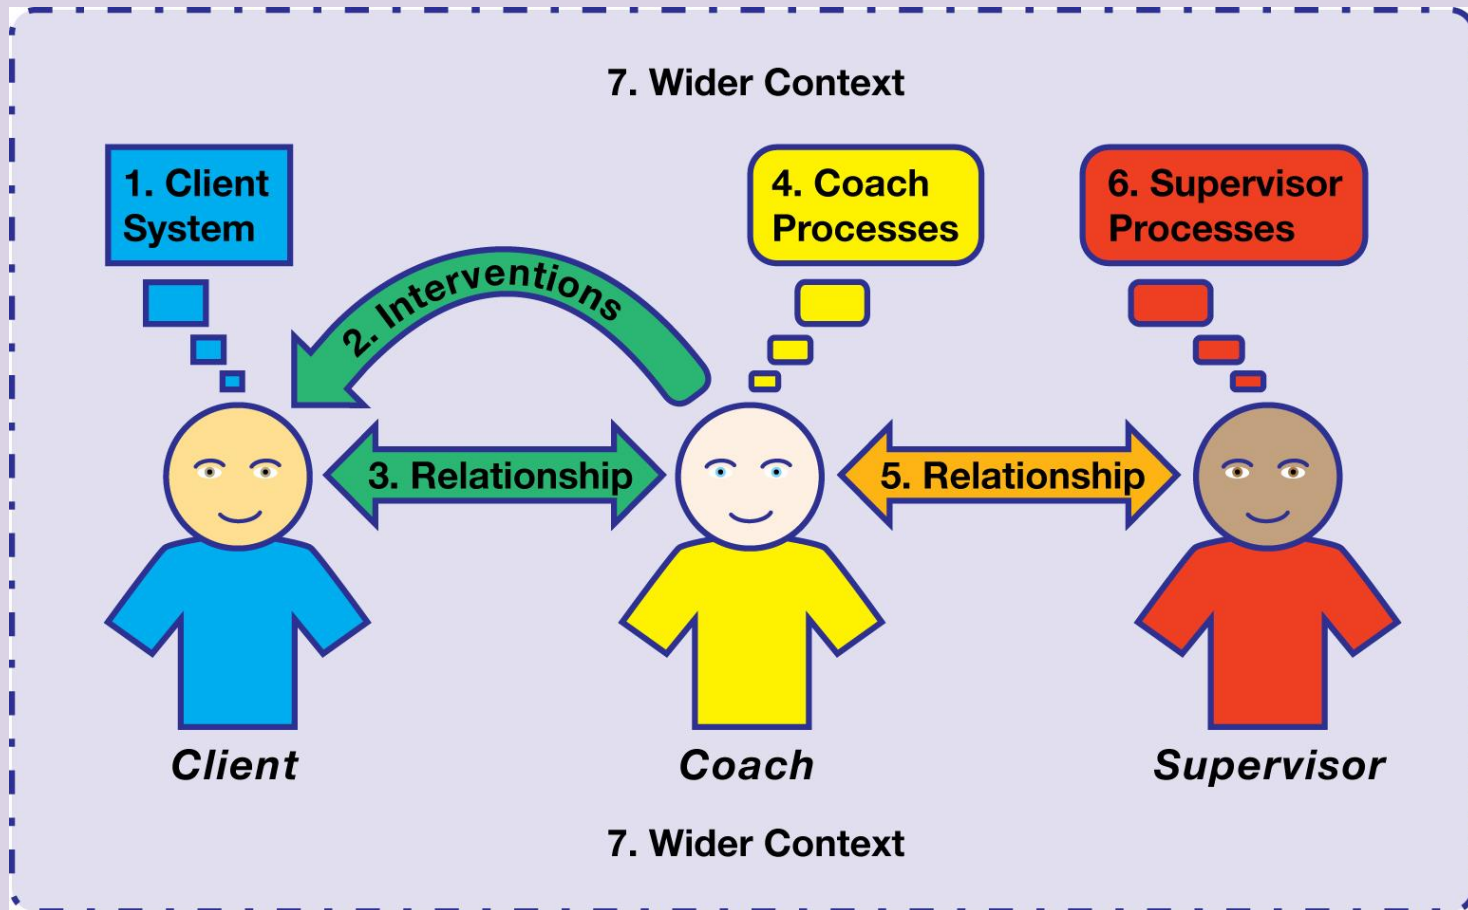 7. Wider Context
1. Client
System
4. Coach
Processes
6. Supervisor
Processes
2. Interventions
3. Relationship
5. Relationship
Client
Coach
Supervisor
7. Wider Context